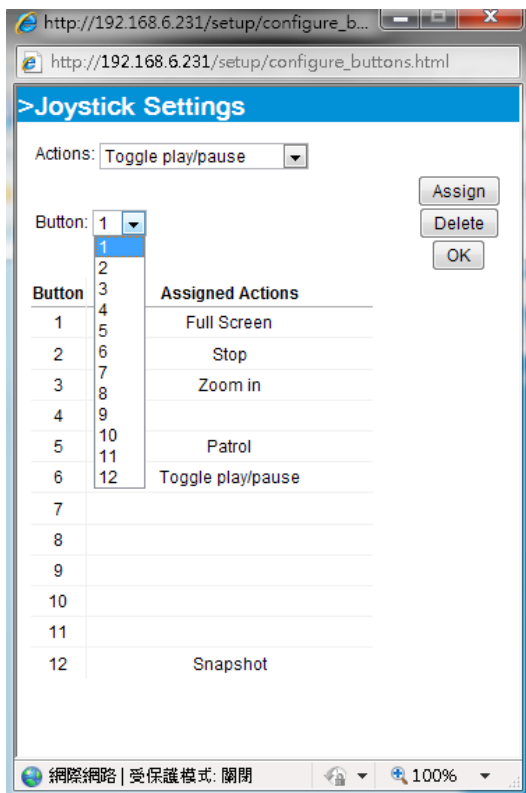 http://192.168.6.231/setup/configure_b...
http://192.168.6.231/setup/configure_buttons.html
>Joystick Settings
Actions: Toggle play/pause
Assign
Button: 1
Delete
OK
1
2
3
4
5
6
7
8
9
10
11
12
Button Assigned Actions
1 Full Screen
2 Stop
3 Zoom in
4
5 Patrol
6 Toggle play/pause
7
8
9
10
11
12 Snapshot
網際網路 | 受保護模式: 關閉 100%